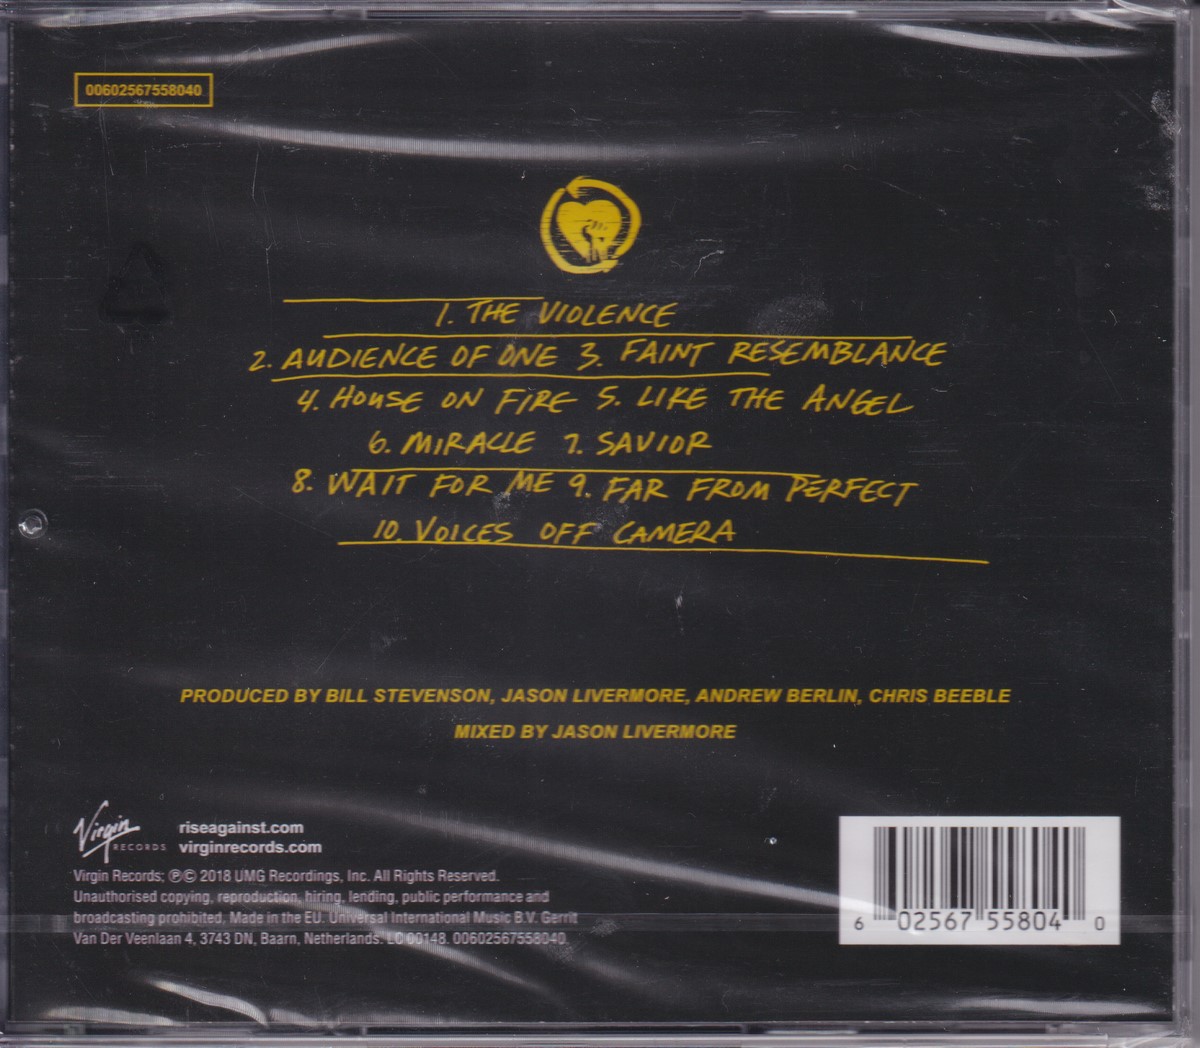 00602567558040
1. THE VIOLENCE
2. AUDIENCE OF ONE 3. FAINT RESEMBLANCE
4. HOUSE ON FIRE 5. LIKE THE ANGEL
6. MIRACLE 7. SAVIOR
8. WAIT FOR ME 9. FAR FROM PERFECT
10. VOICES OFF CAMERA
PRODUCED BY BILL STEVENSON, JASON LIVERMORE, ANDREW BERLIN, CHRIS BEEBLE
MIXED BY JASON LIVERMORE
Virgin RECORDS
riseagainst.com
virginrecords.com
Virgin Records; ℗© 2018 UMG Recordings, Inc. All Rights Reserved.
Unauthorised copying, reproduction, hiring, lending, public performance and
broadcasting prohibited. Made in the EU. Universal International Music B.V. Gerrit
Van Der Veenlaan 4, 3743 DN, Baarn, Netherlands. LC 00148. 00602567558040.
6 02567 55804 0